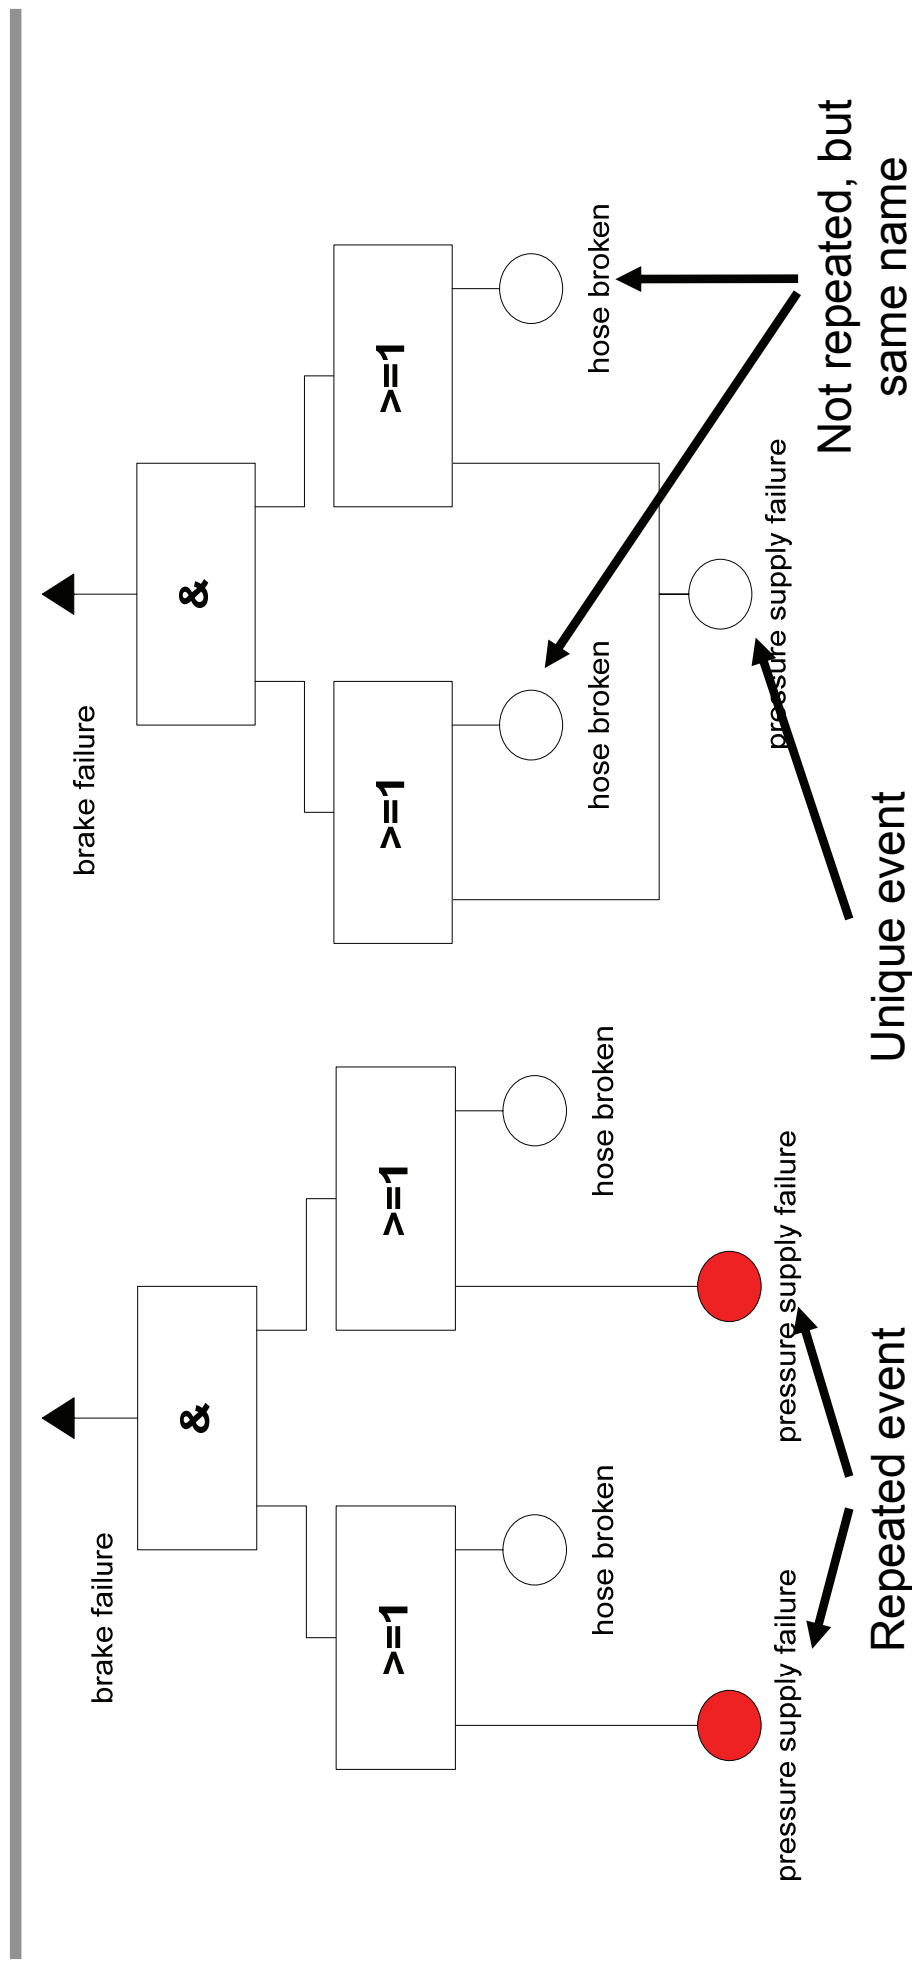 brake failure
&
>=1
>=1
hose broken
hose broken
pressure supply failure
pressure supply failure
Repeated event
brake failure
&
>=1
>=1
hose broken
hose broken
pressure supply failure
Unique event
Not repeated, but
same name